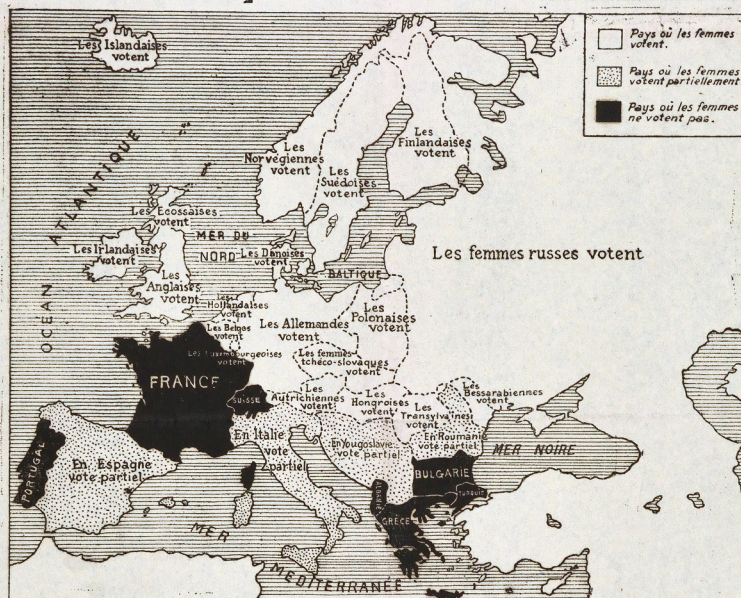 Pays où les femmes
votent.
Pays où les femmes
votent partiellement
Pays où les femmes
ne votent pas.
Les Islandaises
votent
ATLANTIQUE
OCÉAN
Les
Norvégiennes
votent
Les
Suédoises
votent
Les
Finlandaises
votent
Les Écossaises
votent
Les Irlandaises
votent
Les
Anglaises
votent
MER DU
NORD
Les Danoises
votent
BALTIQUE
Les femmes russes votent
Les
Hollandaises
votent
Les Belges
votent
Les Luxembourgeoises
votent
Les Allemandes
votent
Les
Polonaises
votent
Les femmes
tchéco-slovaques
votent
FRANCE
SUISSE
Les
Autrichiennes
votent
Les
Hongroises
votent
Les
Transylvaines
votent
Les
Bessarabiennes
votent
En Italie
vote
partiel
En Yougoslavie
vote partiel
En Roumanie
vote partiel
MER NOIRE
PORTUGAL
En Espagne
vote partiel
BULGARIE
TURQUIE
ALBANIE
GRÈCE
MER
MÉDITERRANÉE